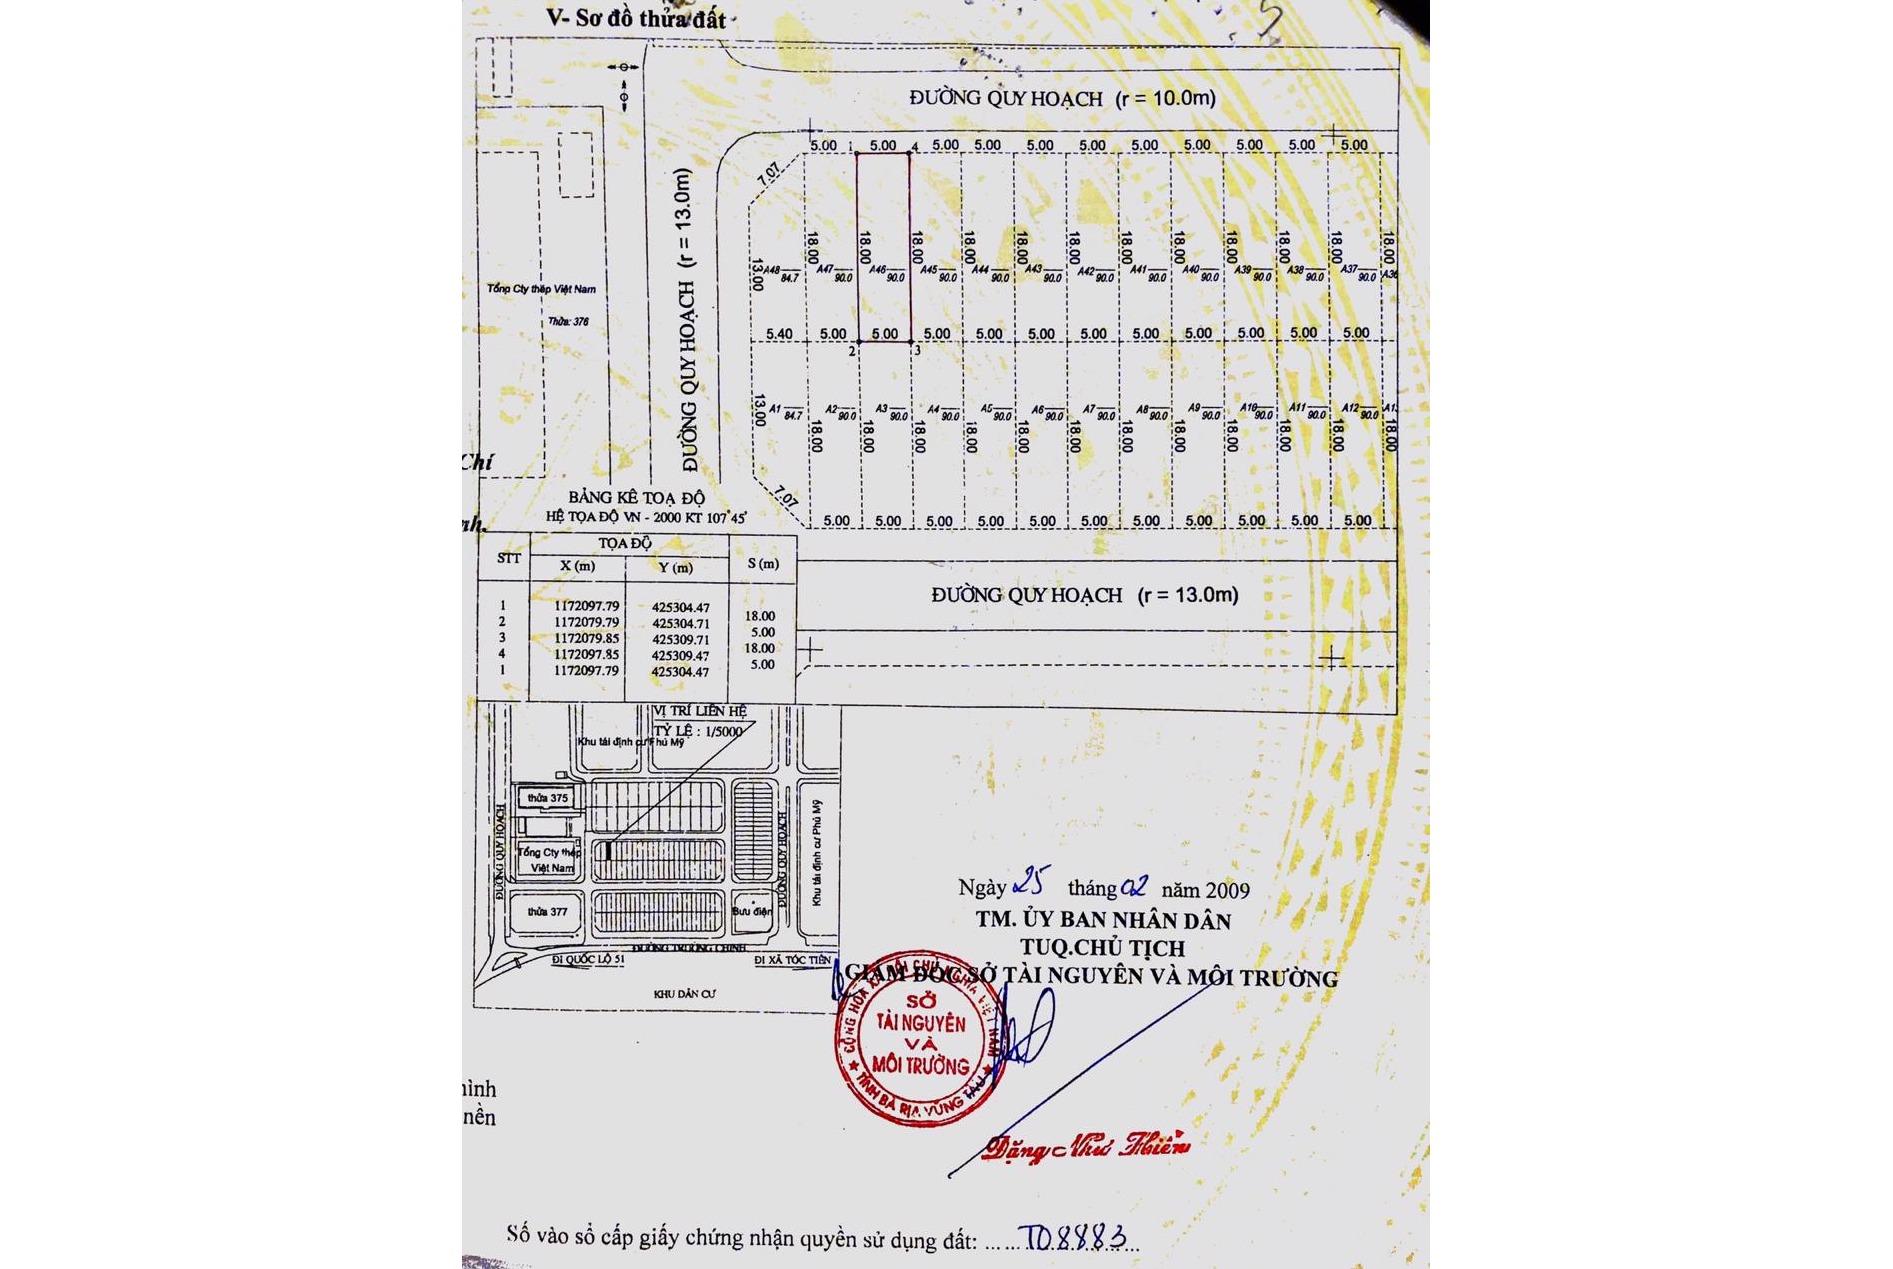 V- Sơ đồ thửa đất
ĐƯỜNG QUY HOẠCH (r = 10.0m)
5.00 1 5.00 4 5.00 5.00 5.00 5.00 5.00 5.00 5.00 5.00 5.00
7.07
ĐƯỜNG QUY HOẠCH (r = 13.0m)
13.00 18.00 18.00 18.00 18.00 18.00 18.00 18.00 18.00 18.00 18.00 18.00 18.00
A48 84.7 A47 90.0 A46 90.0 A45 90.0 A44 90.0 A43 90.0 A42 90.0 A41 90.0 A40 90.0 A39 90.0 A38 90.0 A37 90.0 A36
Tổng Cty thép Việt Nam
Thửa: 376
5.40 5.00 5.00 5.00 5.00 5.00 5.00 5.00 5.00 5.00 5.00 5.00
2 3
A1 84.7 A2 90.0 A3 90.0 A4 90.0 A5 90.0 A6 90.0 A7 90.0 A8 90.0 A9 90.0 A10 90.0 A11 90.0 A12 90.0
13.00 18.00 18.00 18.00 18.00 18.00 18.00 18.00 18.00 18.00 18.00 18.00 18.00
Chí
7.07
5.00 5.00 5.00 5.00 5.00 5.00 5.00 5.00 5.00 5.00 5.00
nh.
BẢNG KÊ TOẠ ĐỘ
HỆ TỌA ĐỘ VN - 2000 KT 107°45'
STT TỌA ĐỘ S (m)
X (m) Y (m)
1 1172097.79 425304.47
18.00
2 1172079.79 425304.71
5.00
3 1172079.85 425309.71
18.00
4 1172097.85 425309.47
5.00
1 1172097.79 425304.47
ĐƯỜNG QUY HOẠCH (r = 13.0m)
VỊ TRÍ LIÊN HỆ
TỶ LỆ : 1/5000
Khu tái định cư Phú Mỹ
thửa 375
ĐƯỜNG QUY HOẠCH
Tổng Cty thép
Việt Nam
ĐƯỜNG QUY HOẠCH
Khu tái định cư Phú Mỹ
thửa 377
Bưu điện
ĐƯỜNG TRƯỜNG CHINH
ĐI QUỐC LỘ 51
ĐI XÃ TÓC TIÊN
KHU DÂN CƯ
Ngày 25 tháng 02 năm 2009
TM. ỦY BAN NHÂN DÂN
TUQ.CHỦ TỊCH
GIÁM ĐỐC SỞ TÀI NGUYÊN VÀ MÔI TRƯỜNG
CỘNG HÒA XÃ HỘI CHỦ NGHĨA VIỆT NAM
SỞ
TÀI NGUYÊN
VÀ
MÔI TRƯỜNG
TỈNH BÀ RỊA VŨNG TÀU
Đặng Như Thiên
hình
nền
Số vào sổ cấp giấy chứng nhận quyền sử dụng đất: ......T08883...